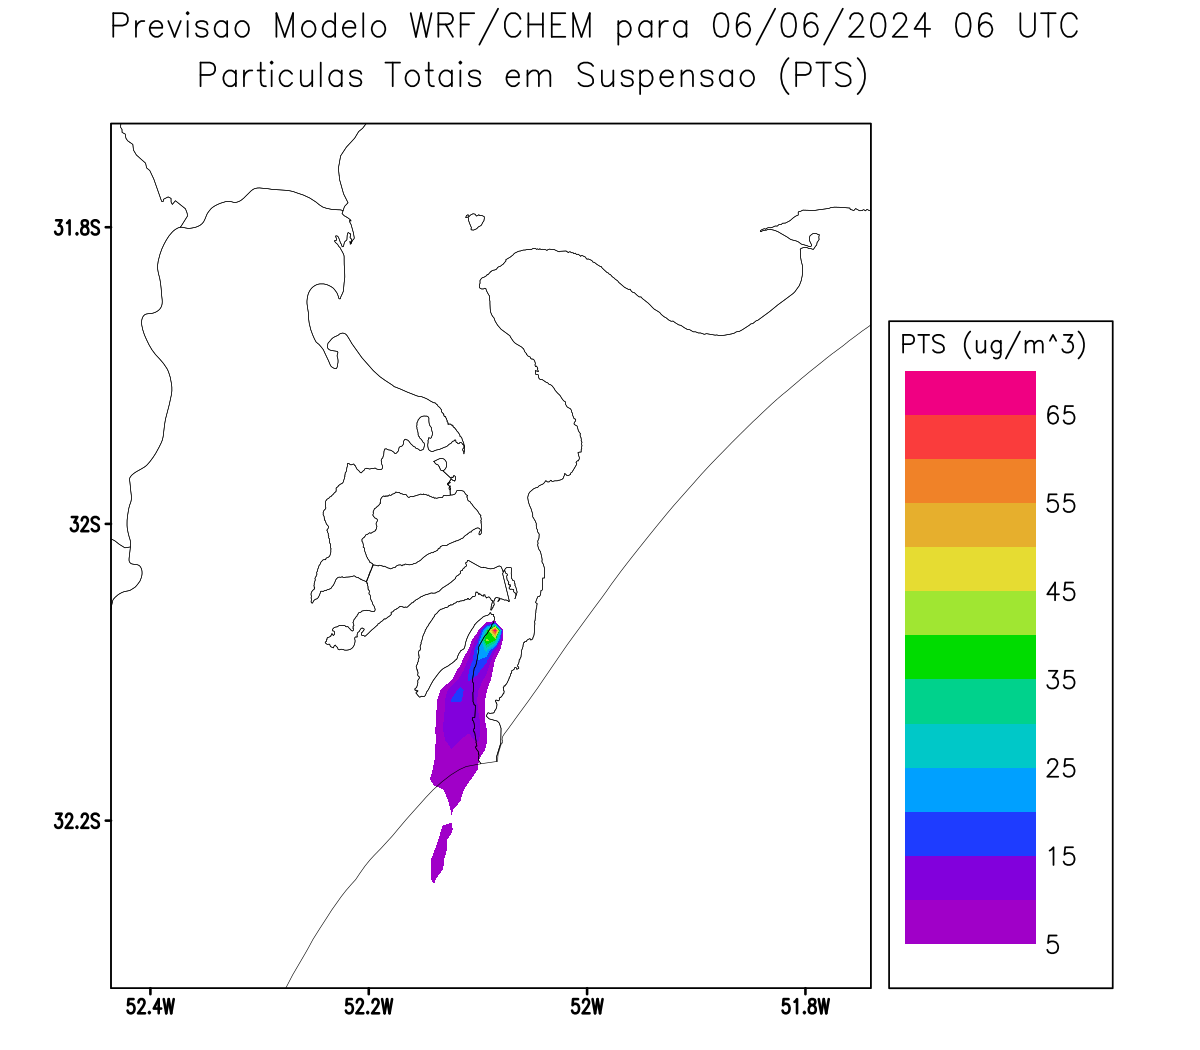 Previsao Modelo WRF/CHEM para 06/06/2024 06 UTC
Particulas Totais em Suspensao (PTS)
31.8S
32S
32.2S
52.4W
52.2W
52W
51.8W
PTS (ug/m^3)
65
55
45
35
25
15
5